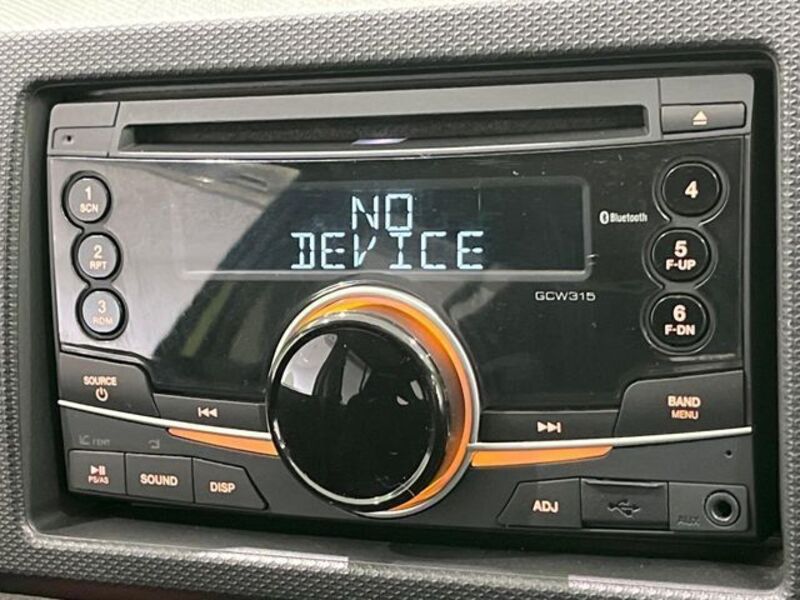 1
SCN
2
RPT
3
RDM
NO
DEVICE
Bluetooth
GCW315
4
5
F-UP
6
F-DN
SOURCE
BAND
MENU
/ ENT
PS/AS
SOUND
DISP
ADJ
AUX